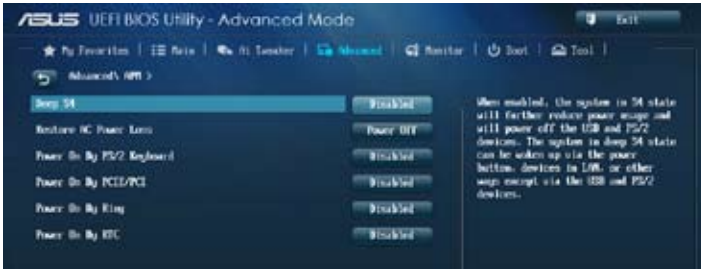 ASUS UEFI BIOS Utility - Advanced Mode
Exit
My Favorites | Main | Ai Tweaker | Advanced | Monitor | Boot | Tool |
Advanced\ APM >
Deep S4 Disabled
Restore AC Power Loss Power Off
Power On By PS/2 Keyboard Disabled
Power On By PCIE/PCI Disabled
Power On By Ring Disabled
Power On By RTC Disabled
When enabled, the system in S4 state
will further reduce power usage and
will power off the USB and PS/2
devices. The system in deep S4 state
can be woken up via the power
button, devices in LAN, or other
ways except via the USB and PS/2
devices.